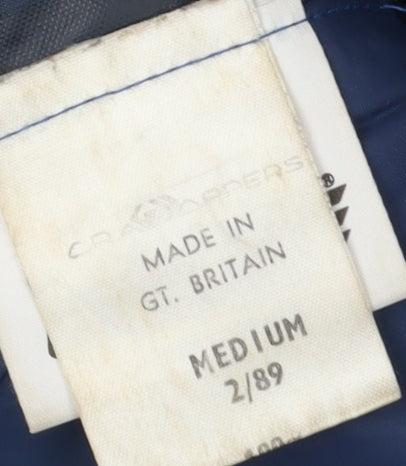 MADE IN
GT. BRITAIN
MEDIUM
2/89
®